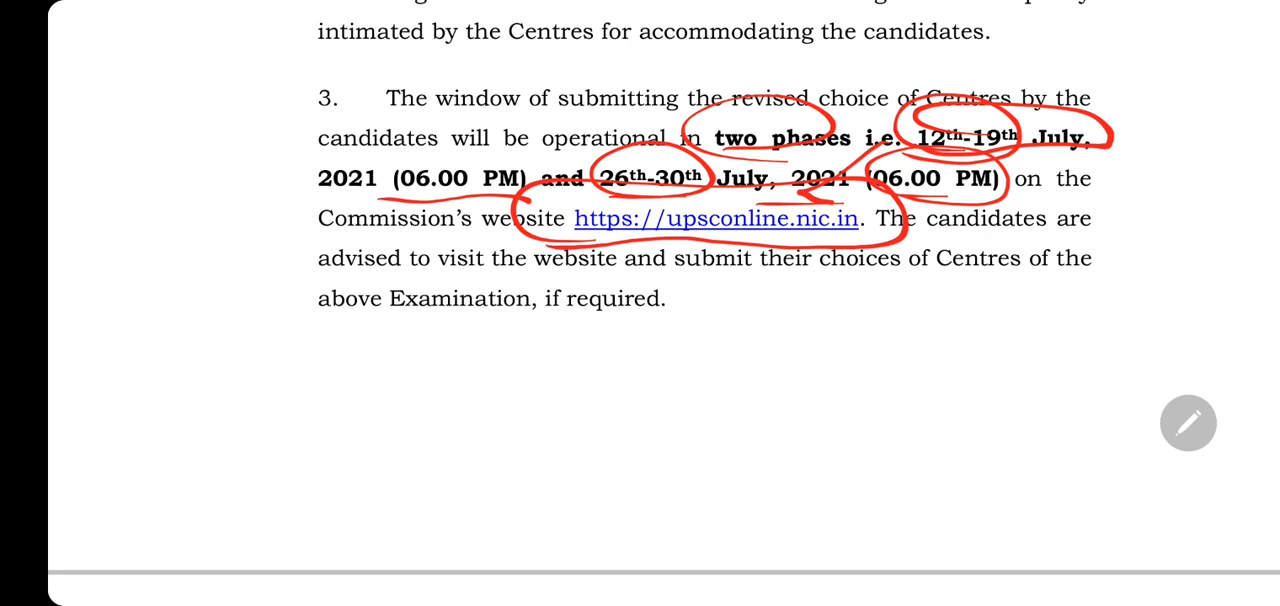 intimated by the Centres for accommodating the candidates.
3. The window of submitting the revised choice of Centres by the
candidates will be operational in two phases i.e. 12th-19th July,
2021 (06.00 PM) and 26th-30th July, 2021 (06.00 PM) on the
Commission’s website https://upsconline.nic.in. The candidates are
advised to visit the website and submit their choices of Centres of the
above Examination, if required.